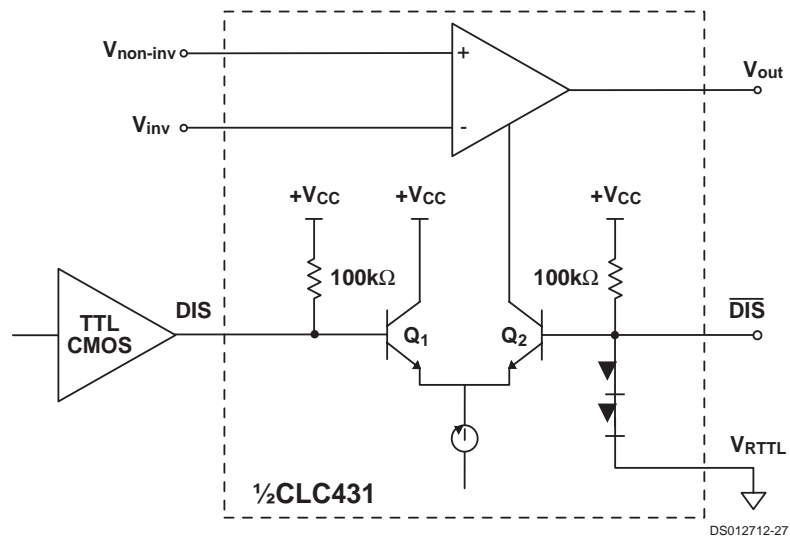 Vnon-inv
+
Vout
Vinv
-
+VCC
+VCC
+VCC
100kΩ
100kΩ
TTL
CMOS
DIS
Q1
Q2
DIS
I
VRTTL
½CLC431
DS012712-27